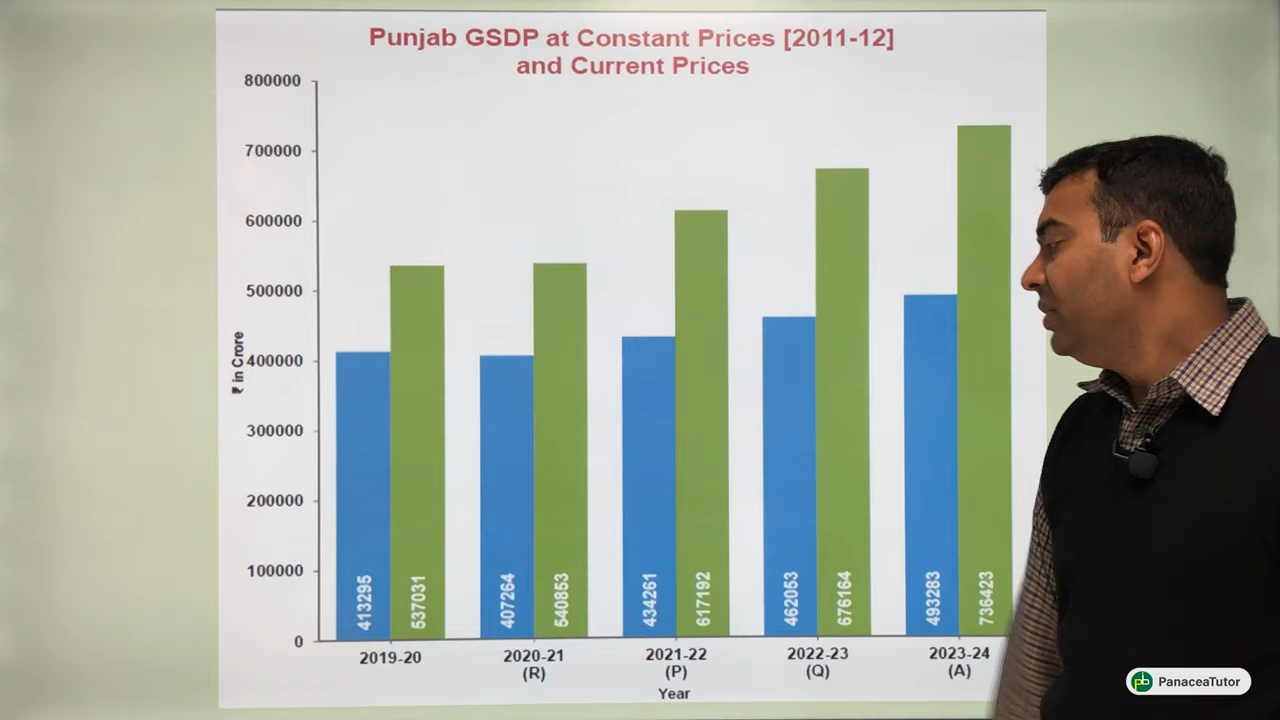 Punjab GSDP at Constant Prices [2011-12]
and Current Prices
800000
700000
600000
500000
400000
300000
200000
100000
0
₹ in Crore
413295
537031
407264
540853
434261
617192
462053
676164
493283
736423
2019-20
2020-21
(R)
2021-22
(P)
2022-23
(Q)
2023-24
(A)
Year
pb PanaceaTutor